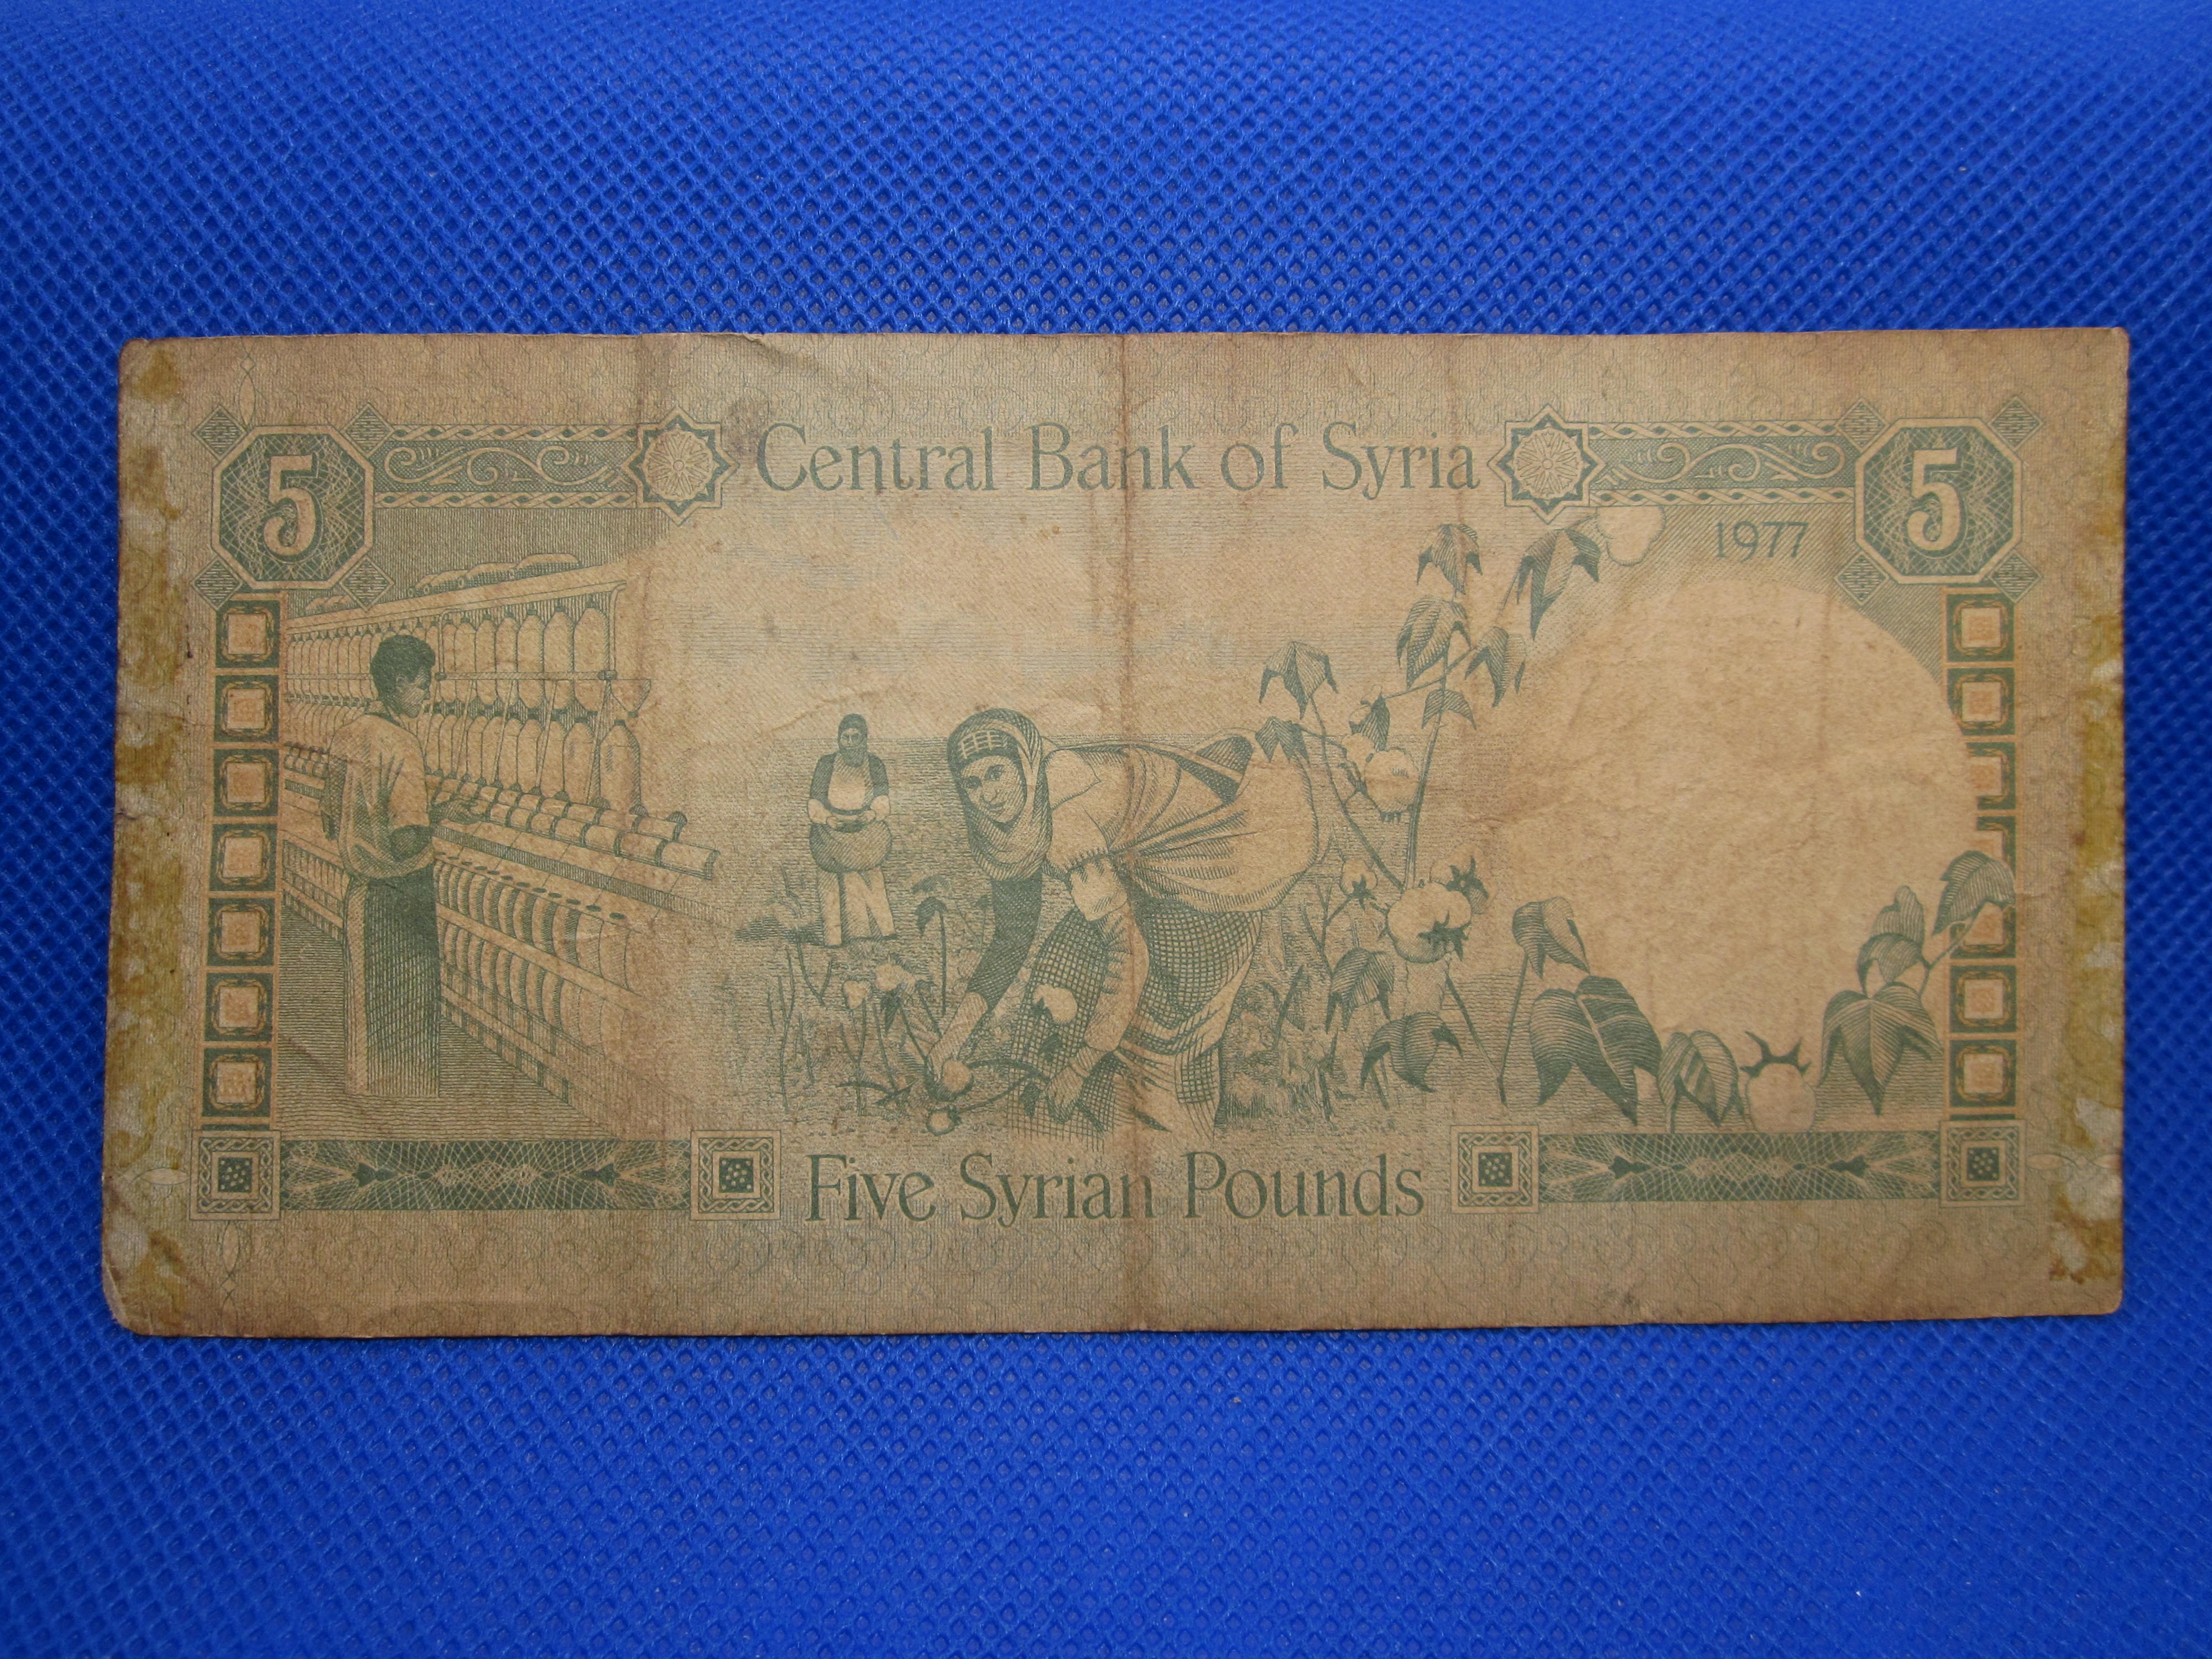 5 Central Bank of Syria 5
1977
Five Syrian Pounds